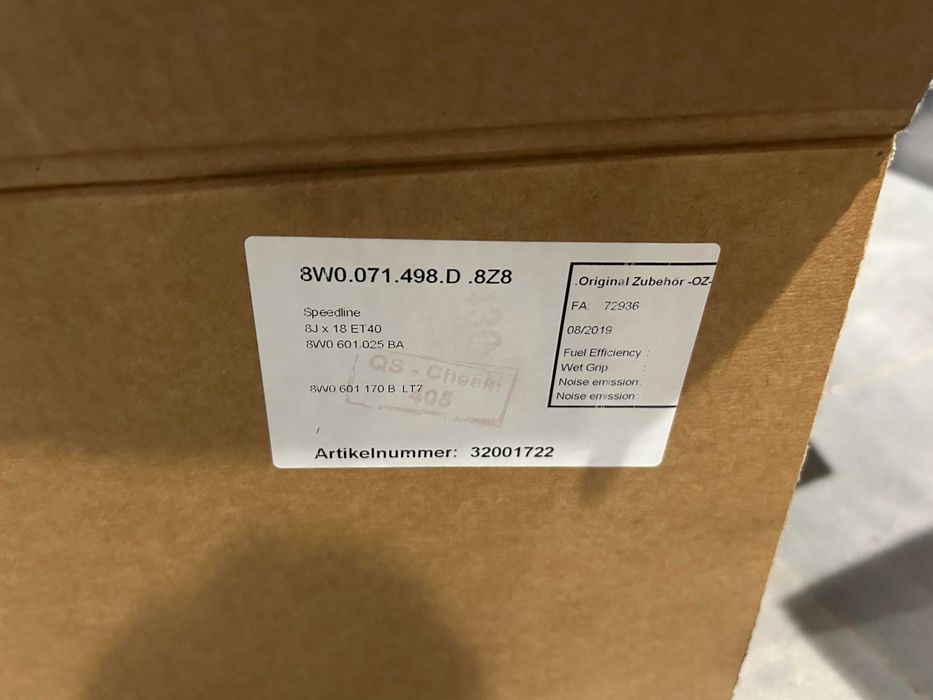 8W0.071.498.D .8Z8
Speedline
8J x 18 ET40
8W0 601.025 BA
8W0 601 170 B LT7
/
Artikelnummer: 32001722
.Original Zubehör -OZ-
FA: 72936
08/2019
Fuel Efficiency :
Wet Grip :
Noise emission:
Noise emission:
QS - Check
405